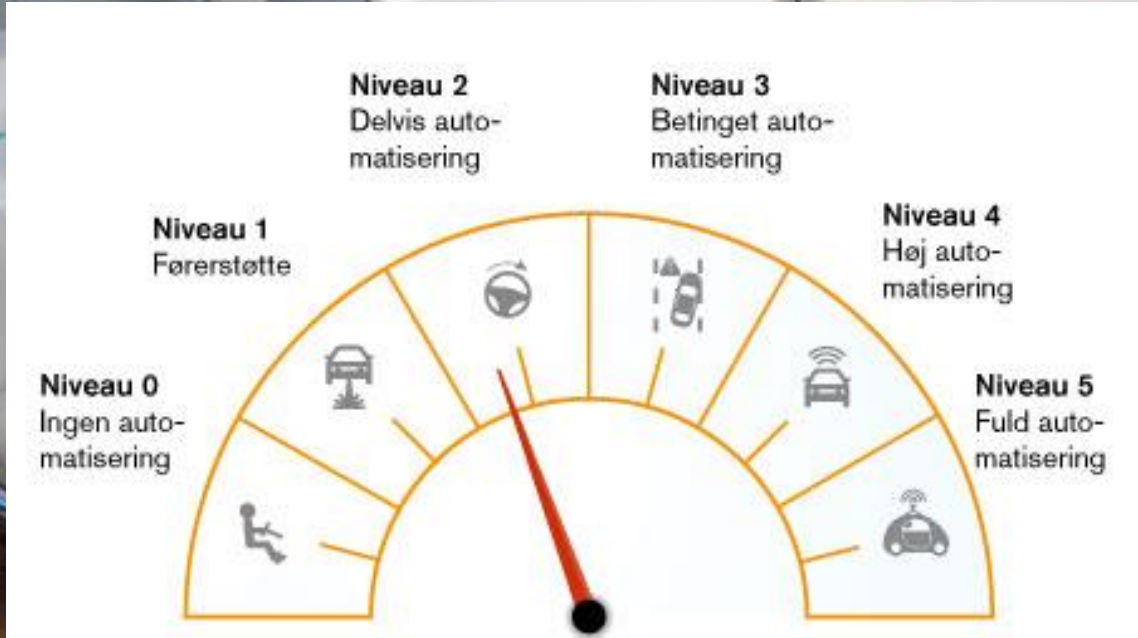 Niveau 0
Ingen auto-
matisering
Niveau 1
Førerstøtte
Niveau 2
Delvis auto-
matisering
Niveau 3
Betinget auto-
matisering
Niveau 4
Høj auto-
matisering
Niveau 5
Fuld auto-
matisering